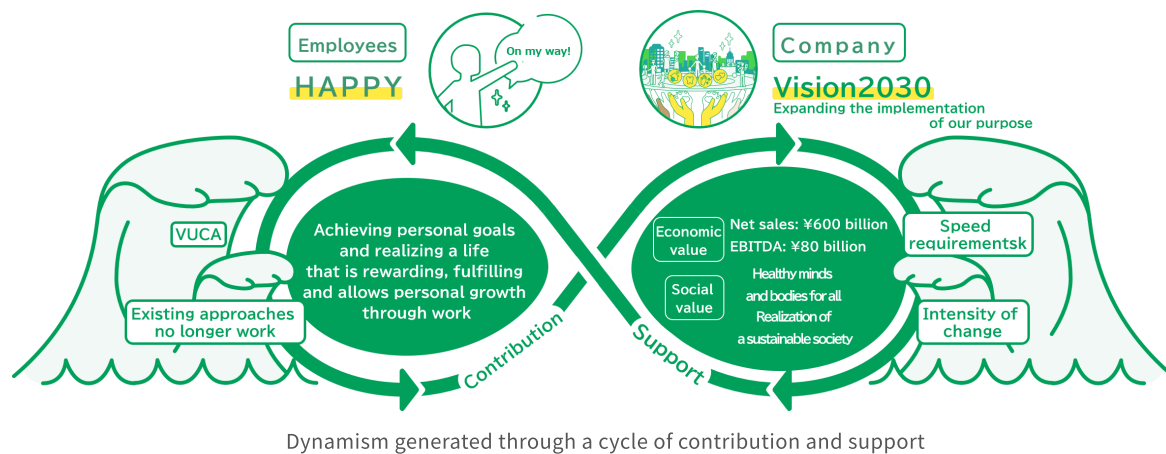 Employees
HAPPY
On my way!
Company
Vision2030
Expanding the implementation
of our purpose
VUCA
Existing approaches
no longer work
Achieving personal goals
and realizing a life
that is rewarding, fulfilling
and allows personal growth
through work
Contribution
Support
Economic
value
Net sales: ¥600 billion
EBITDA: ¥80 billion
Social
value
Healthy minds
and bodies for all
Realization of
a sustainable society
Speed
requirementsk
Intensity of
change
Dynamism generated through a cycle of contribution and support